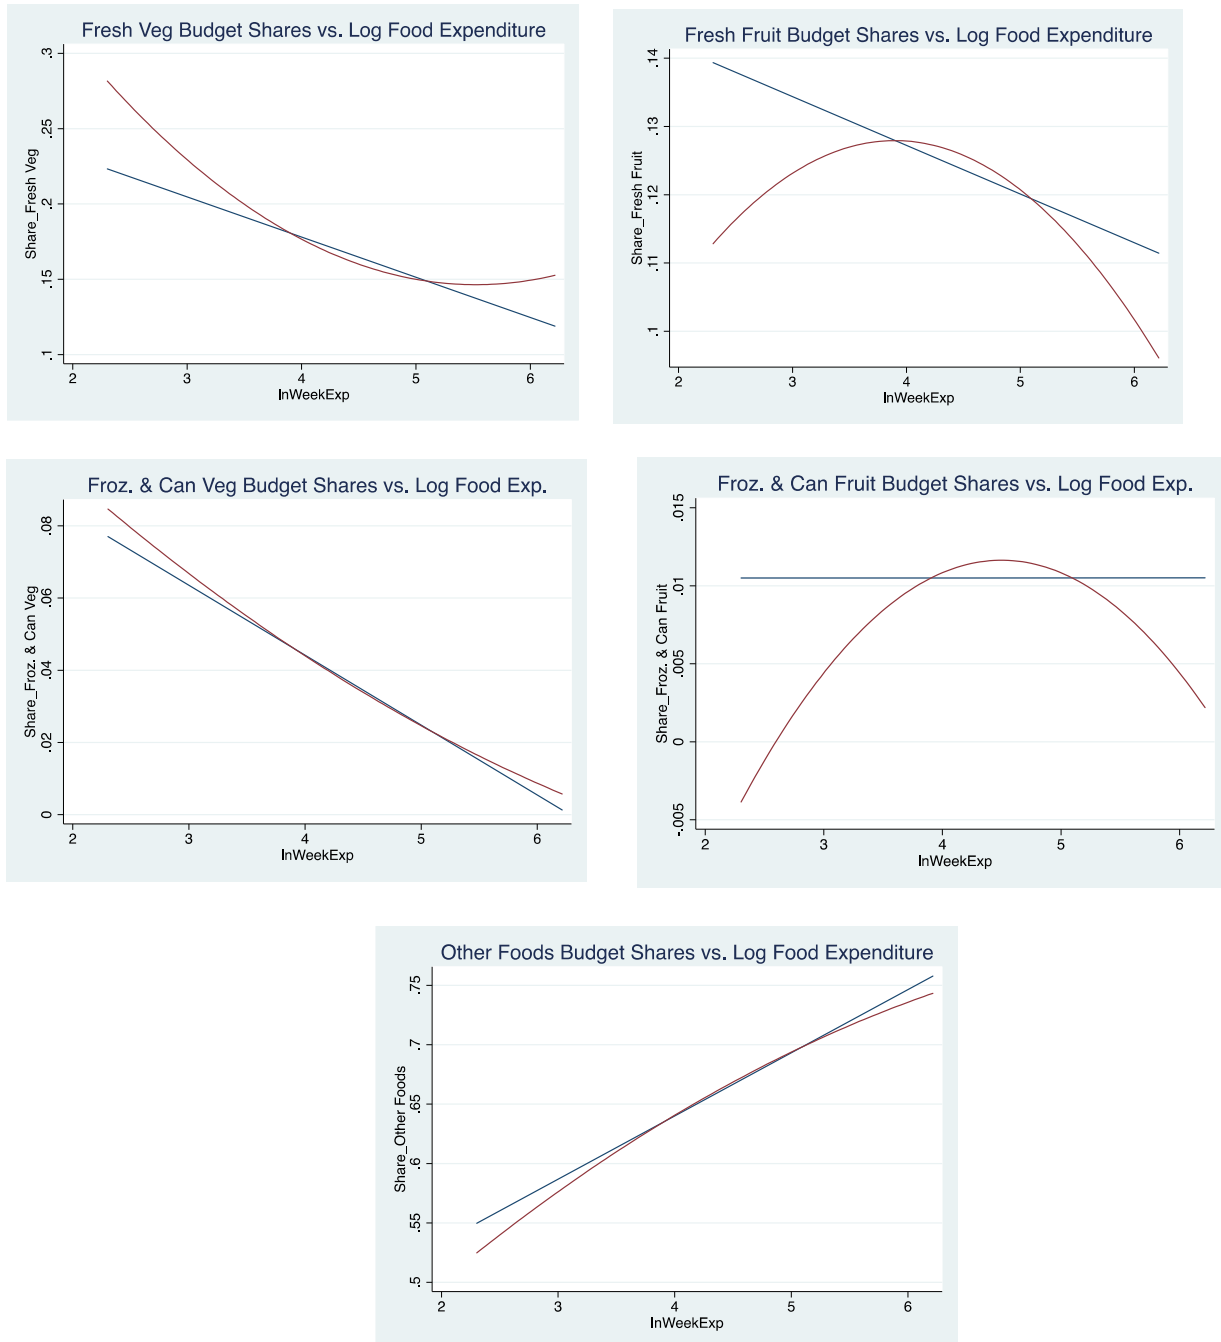 Fresh Veg Budget Shares vs. Log Food Expenditure
.3
.25
.2
.15
.1
Share_Fresh Veg
2 3 4 5 6
lnWeekExp
Fresh Fruit Budget Shares vs. Log Food Expenditure
.14
.13
.12
.11
.1
Share_Fresh Fruit
2 3 4 5 6
lnWeekExp
Froz. & Can Veg Budget Shares vs. Log Food Exp.
.08
.06
.04
.02
0
Share_Froz. & Can Veg
2 3 4 5 6
lnWeekExp
Froz. & Can Fruit Budget Shares vs. Log Food Exp.
.015
.01
.005
0
-.005
Share_Froz. & Can Fruit
2 3 4 5 6
lnWeekExp
Other Foods Budget Shares vs. Log Food Expenditure
.75
.7
.65
.6
.55
.5
Share_Other Foods
2 3 4 5 6
lnWeekExp